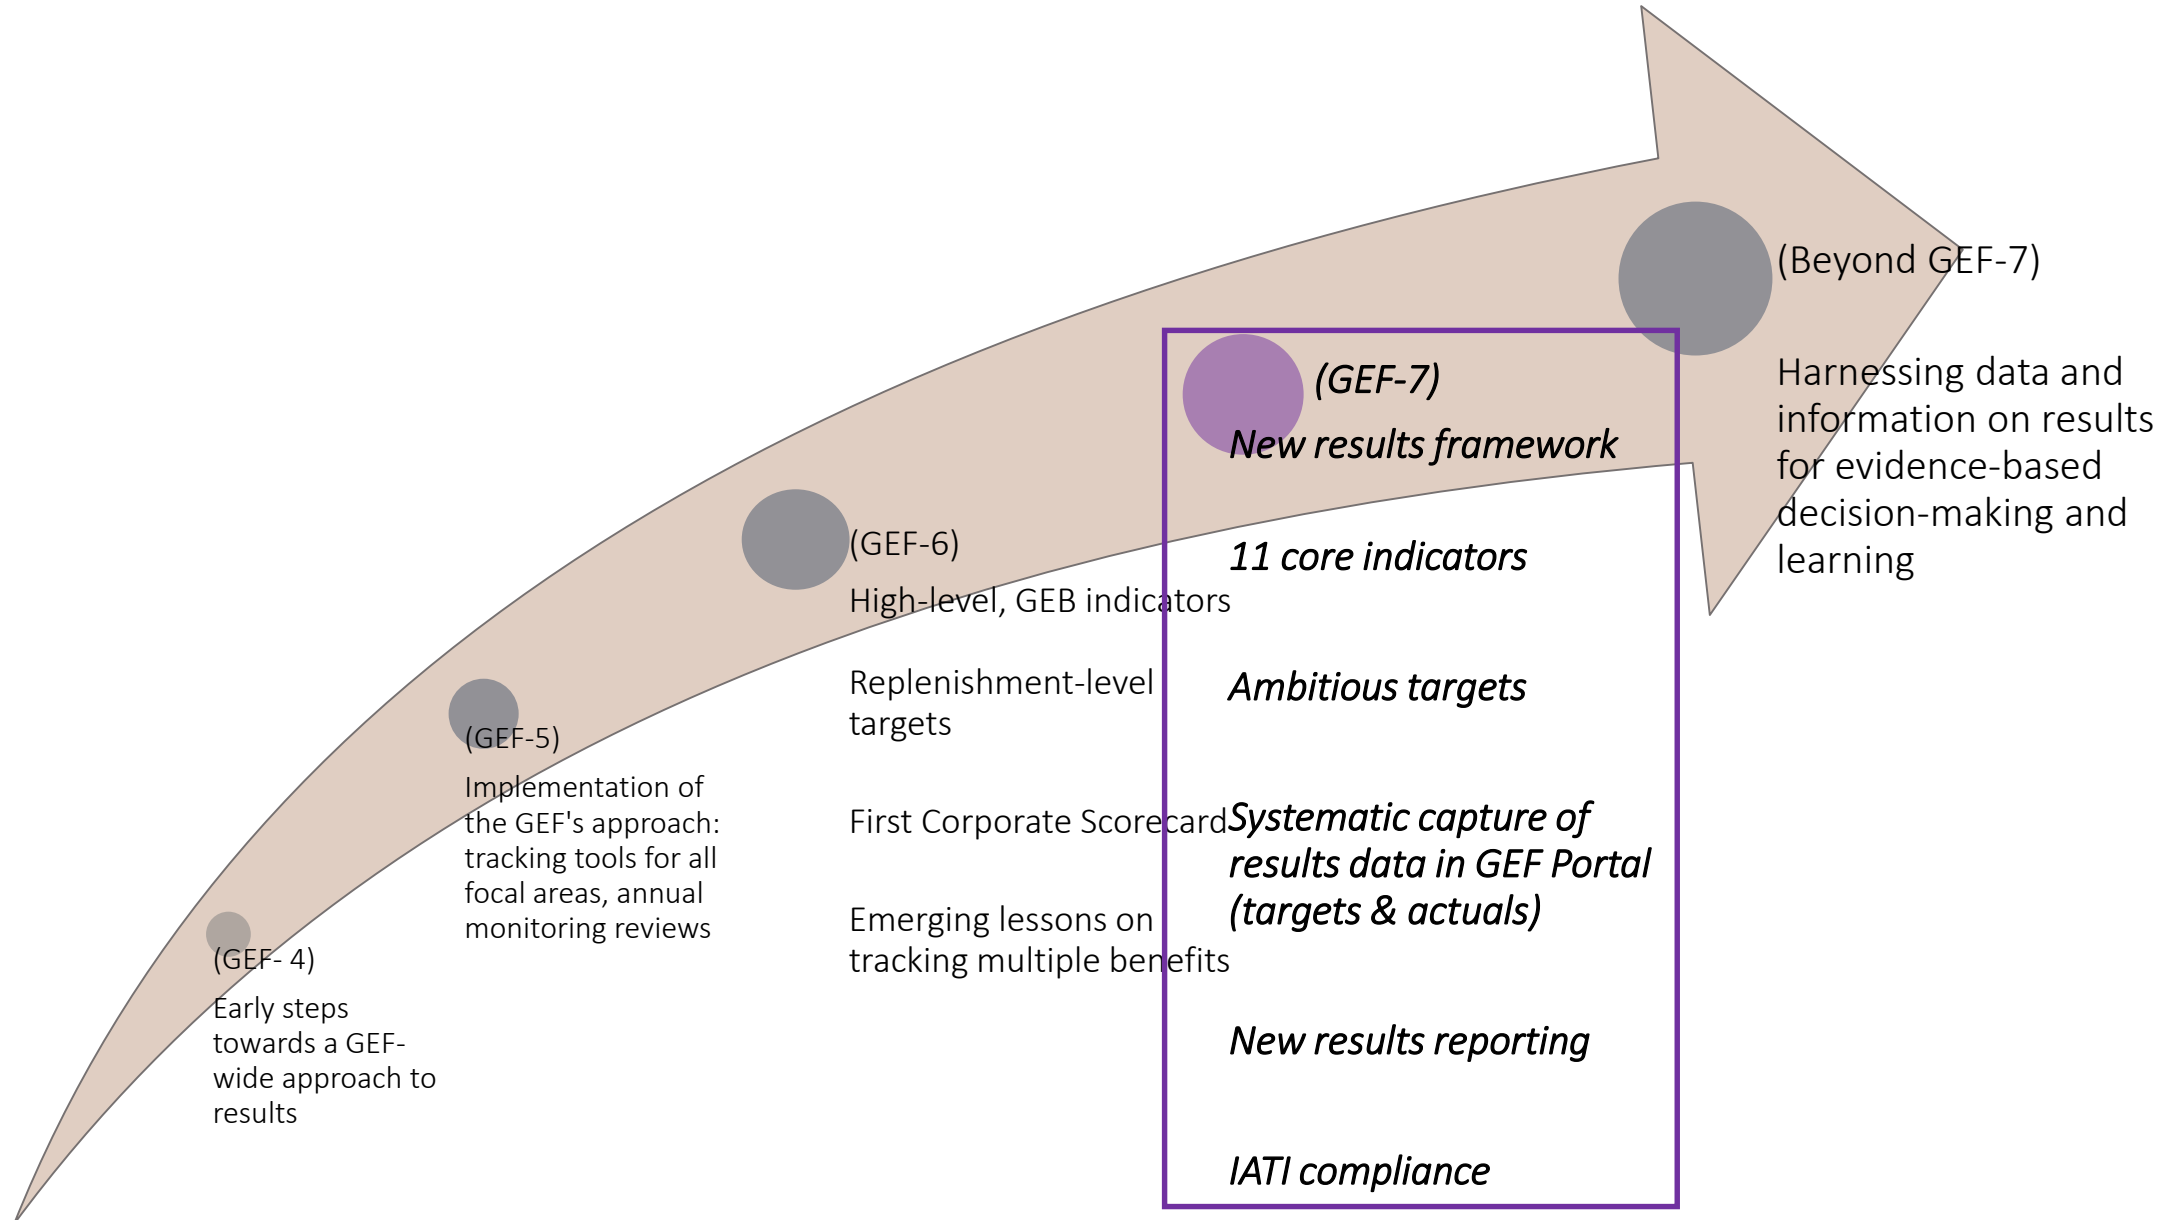 (GEF- 4)
Early steps
towards a GEF-
wide approach to
results
(GEF-5)
Implementation of
the GEF's approach:
tracking tools for all
focal areas, annual
monitoring reviews
(GEF-6)
High-level, GEB indicators
Replenishment-level
targets
First Corporate Scorecard
Emerging lessons on
tracking multiple benefits
(GEF-7)
New results framework
11 core indicators
Ambitious targets
Systematic capture of
results data in GEF Portal
(targets & actuals)
New results reporting
IATI compliance
(Beyond GEF-7)
Harnessing data and
information on results
for evidence-based
decision-making and
learning